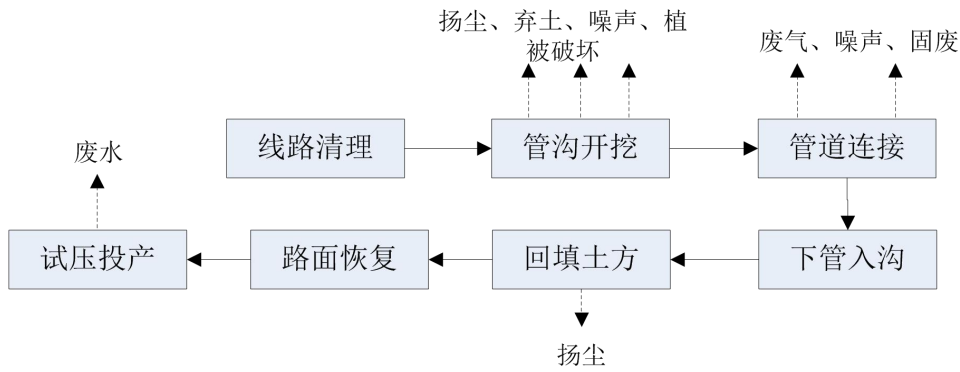 扬尘、弃土、噪声、植
被破坏
废气、噪声、固废
线路清理
管沟开挖
管道连接
废水
试压投产
路面恢复
回填土方
下管入沟
扬尘